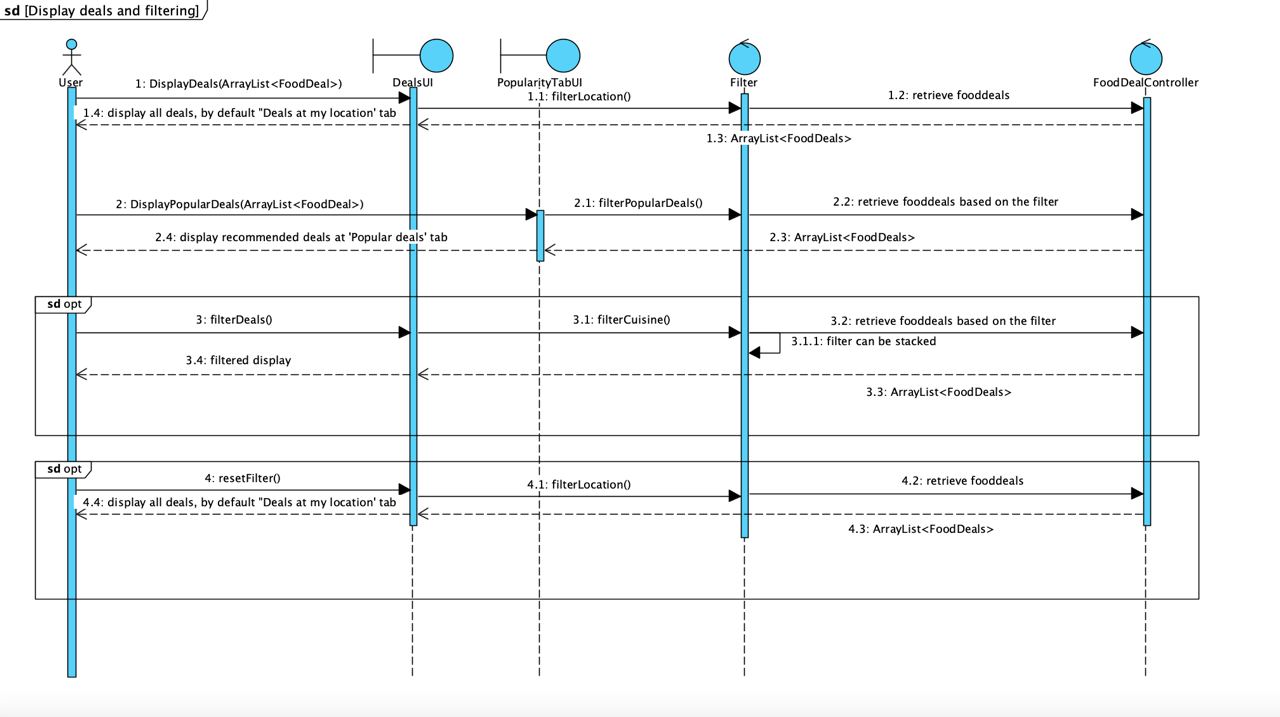 sd [Display deals and filtering]
User
DealsUI
PopularityTabUI
Filter
FoodDealController
1: DisplayDeals(ArrayList<FoodDeal>)
1.1: filterLocation()
1.2: retrieve fooddeals
1.4: display all deals, by default "Deals at my location' tab
1.3: ArrayList<FoodDeals>
2: DisplayPopularDeals(ArrayList<FoodDeal>)
2.1: filterPopularDeals()
2.2: retrieve fooddeals based on the filter
2.4: display recommended deals at 'Popular deals' tab
2.3: ArrayList<FoodDeals>
sd opt
3: filterDeals()
3.1: filterCuisine()
3.2: retrieve fooddeals based on the filter
3.1.1: filter can be stacked
3.4: filtered display
3.3: ArrayList<FoodDeals>
sd opt
4: resetFilter()
4.1: filterLocation()
4.2: retrieve fooddeals
4.4: display all deals, by default "Deals at my location' tab
4.3: ArrayList<FoodDeals>